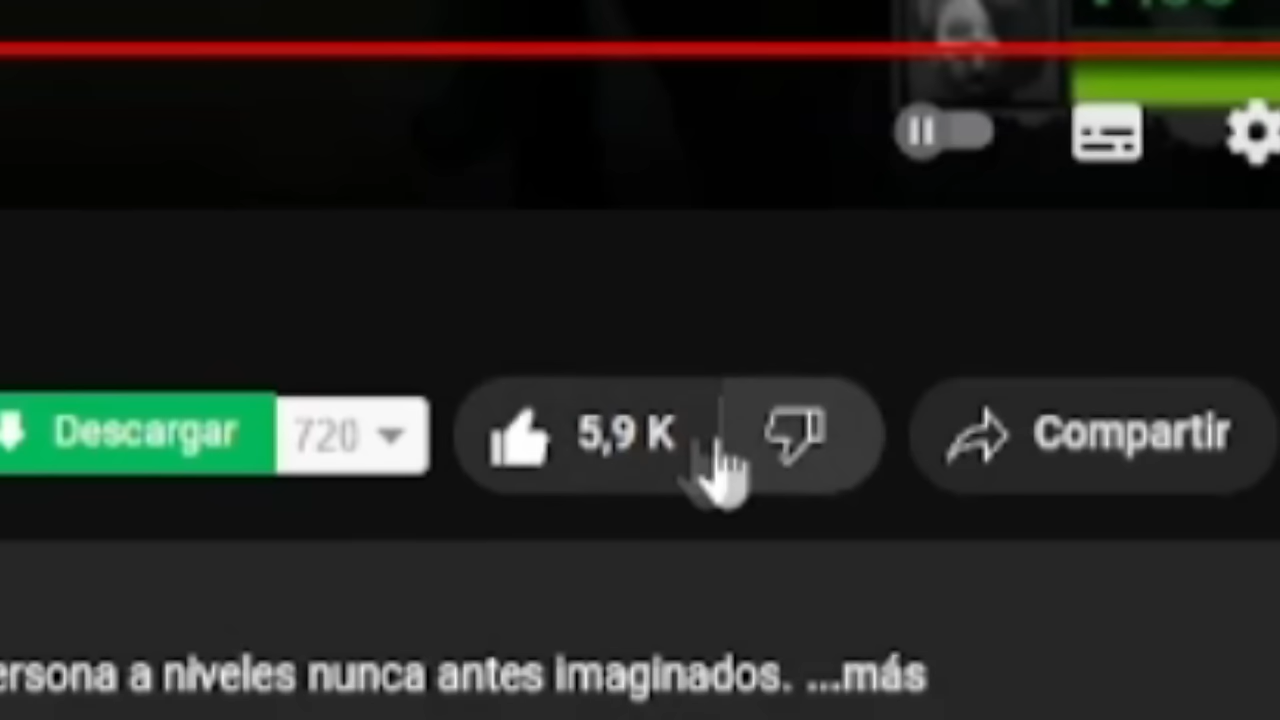 Descargar
720
5,9 K
Compartir
ersona a niveles nunca antes imaginados. ...más